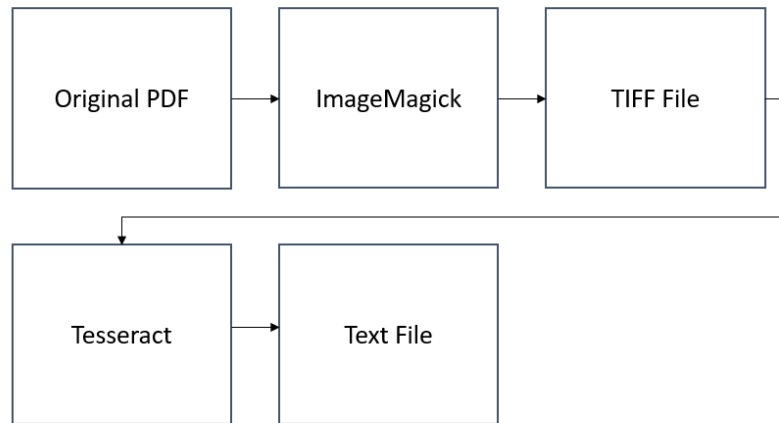 Original PDF
ImageMagick
TIFF File
Tesseract
Text File